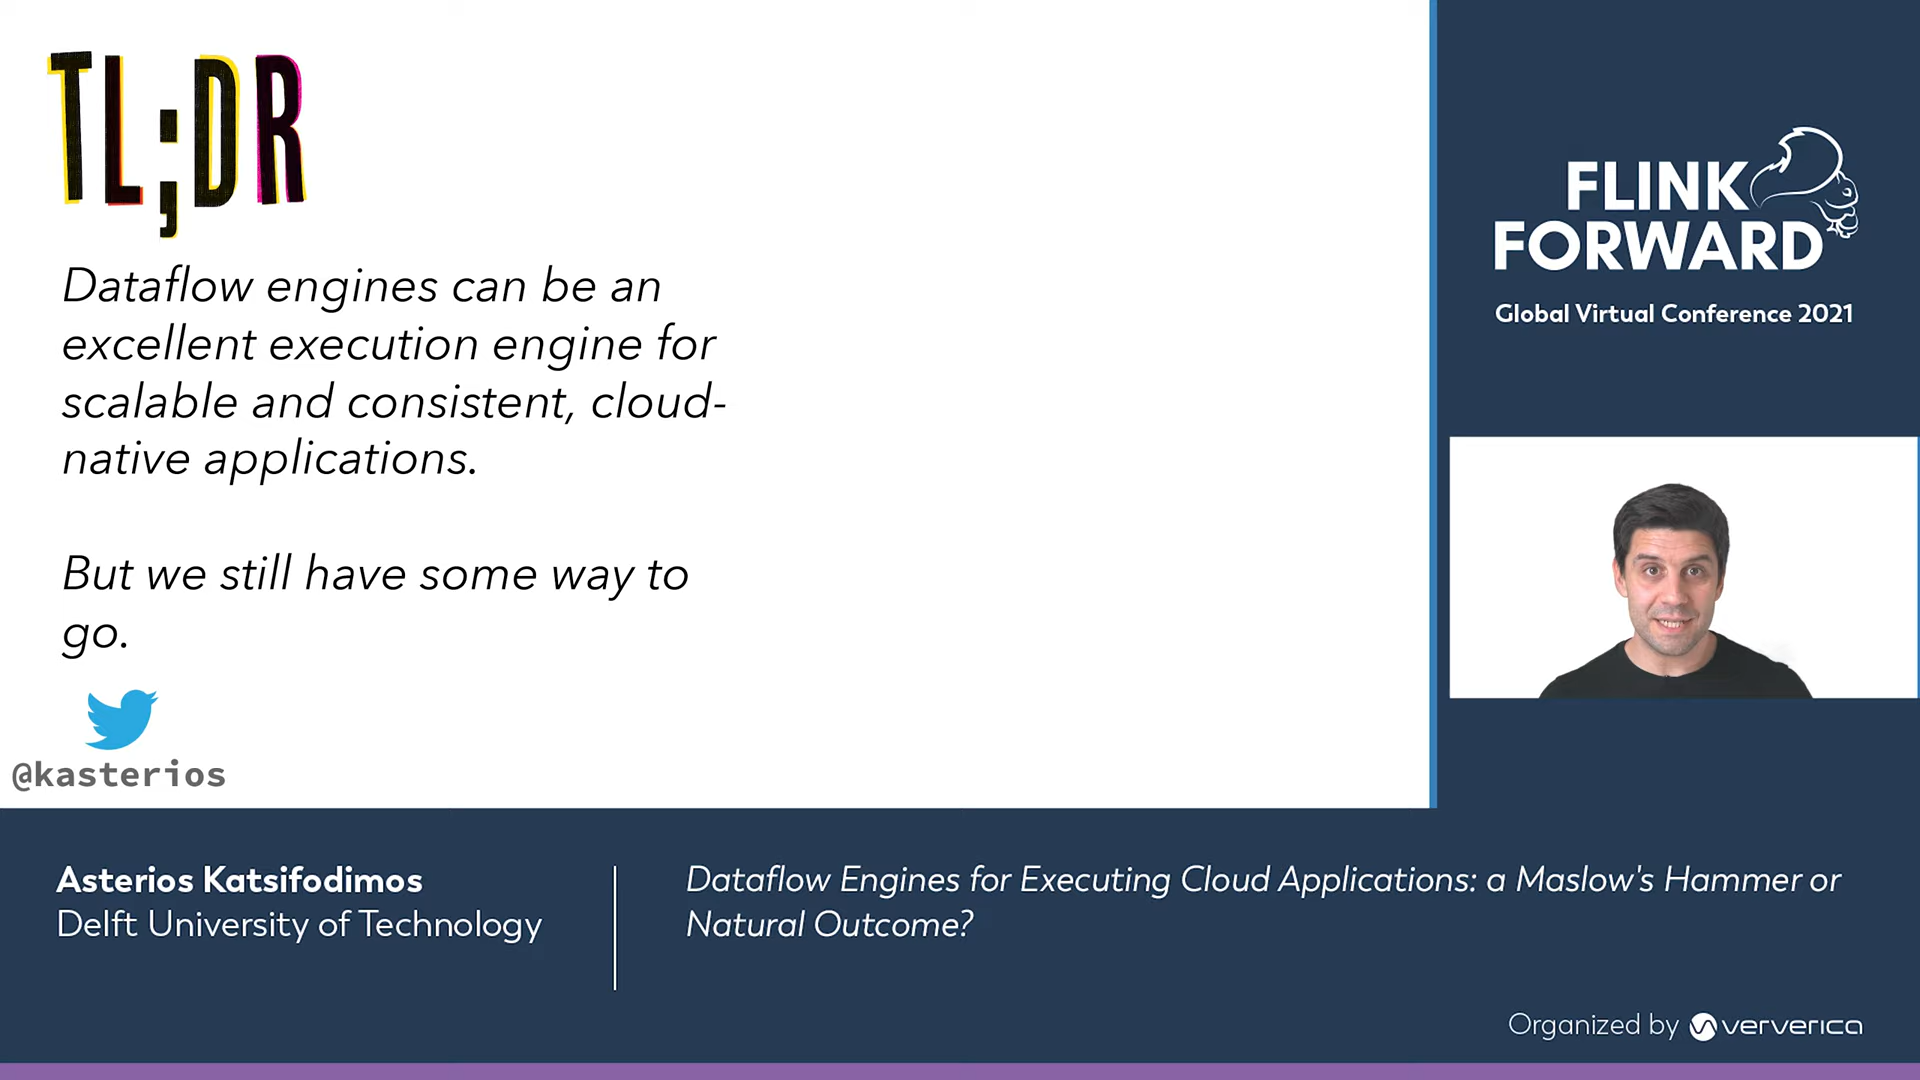 TL;DR
Dataflow engines can be an
excellent execution engine for
scalable and consistent, cloud-
native applications.
But we still have some way to
go.
@kasterios
FLINK
FORWARD
Global Virtual Conference 2021
Asterios Katsifodimos
Delft University of Technology
Dataflow Engines for Executing Cloud Applications: a Maslow's Hammer or
Natural Outcome?
Organized by ververica